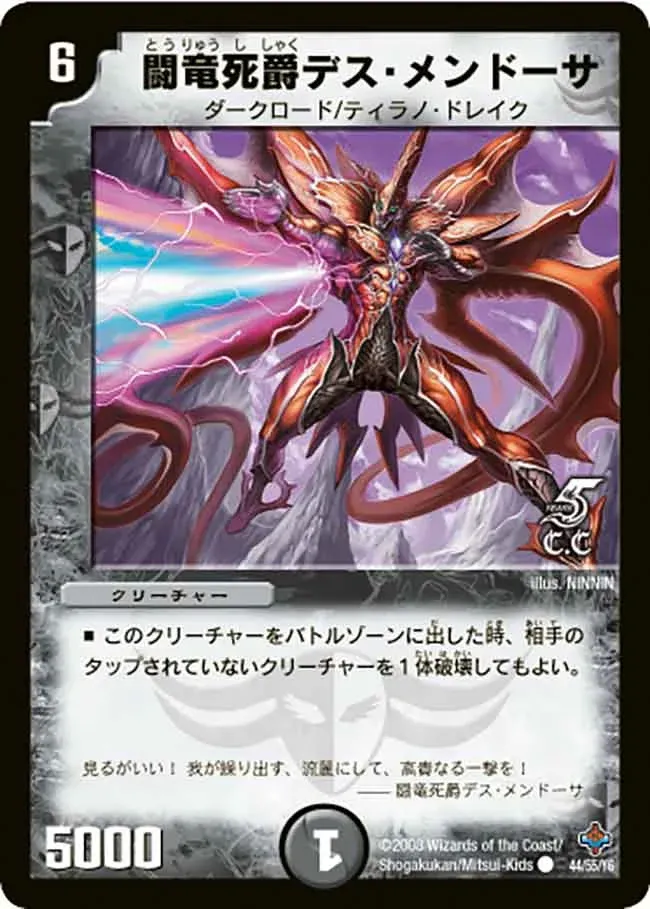 6
とうりゅうししゃく
闘竜死爵デス・メンドーサ
ダークロード/ティラノ・ドレイク
5
C.C
illus. NINNIN
クリーチャー
■ このクリーチャーをバトルゾーンに出した時、相手の
タップされていないクリーチャーを1体破壊してもよい。
見るがいい！ 我が繰り出す、流麗にして、高貴なる一撃を！
―― 闘竜死爵デス・メンドーサ
5000
1
©2008 Wizards of the Coast/
Shogakukan/Mitsui-Kids
44/55/Y6